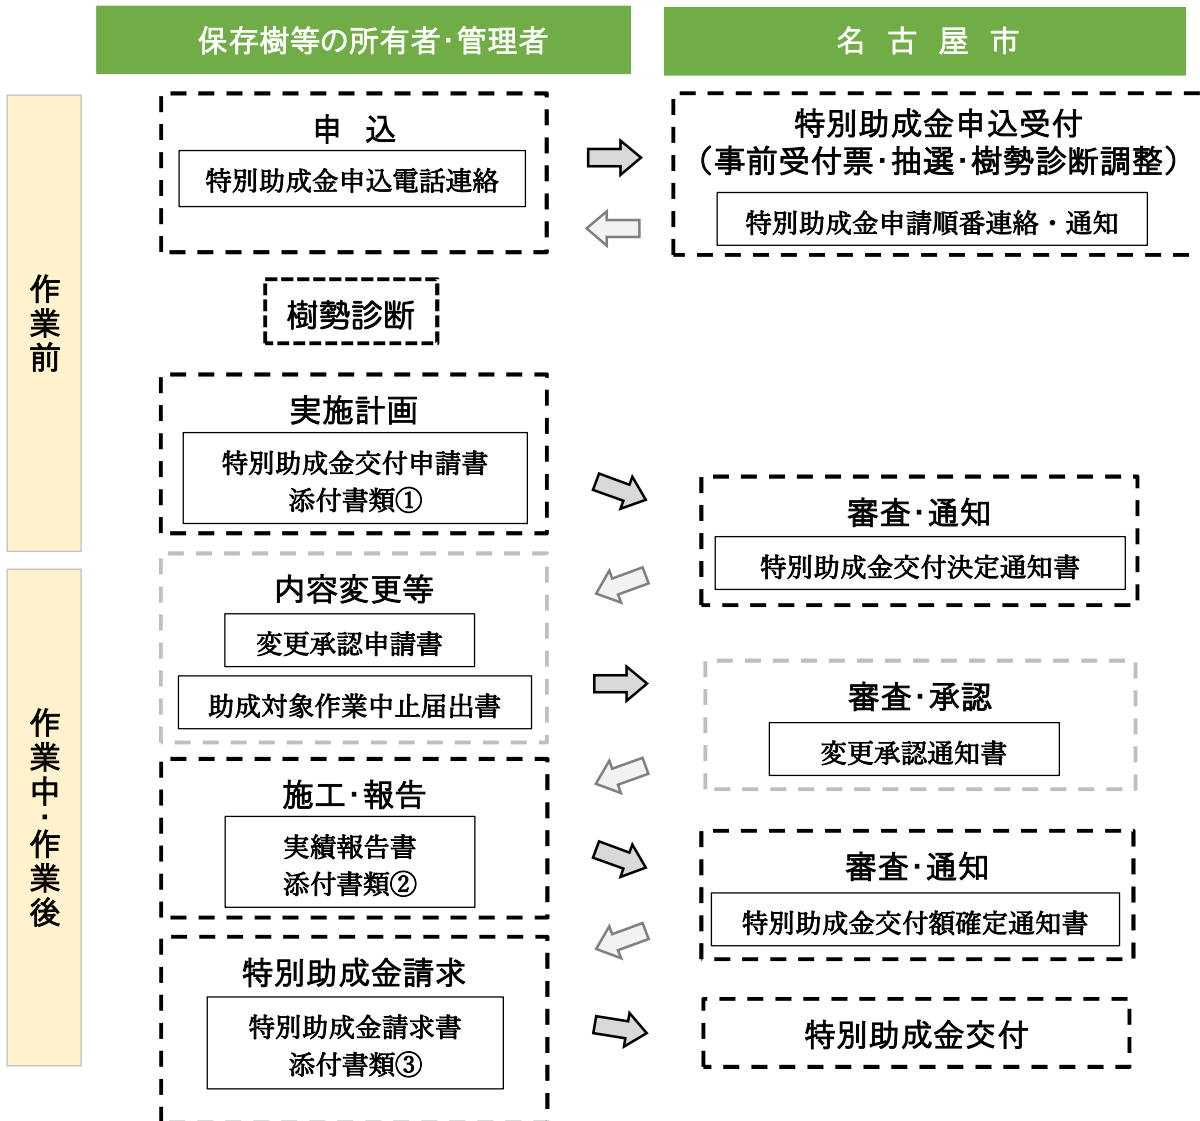 保存樹等の所有者・管理者
名古屋市
作業前
申込
特別助成金申込電話連絡
特別助成金申込受付
（事前受付票・抽選・樹勢診断調整）
特別助成金申請順番連絡・通知
樹勢診断
実施計画
特別助成金交付申請書
添付書類①
審査・通知
特別助成金交付決定通知書
作業中・作業後
内容変更等
変更承認申請書
助成対象作業中止届出書
審査・承認
変更承認通知書
施工・報告
実績報告書
添付書類②
審査・通知
特別助成金交付額確定通知書
特別助成金請求
特別助成金請求書
添付書類③
特別助成金交付